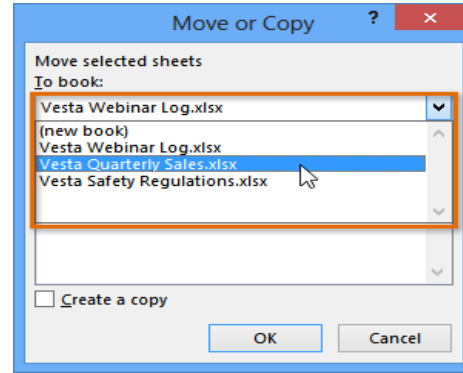 Move or Copy
?
×
Move selected sheets
To book:
Vesta Webinar Log.xlsx
(new book)
Vesta Webinar Log.xlsx
Vesta Quarterly Sales.xlsx
Vesta Safety Regulations.xlsx
Create a copy
OK Cancel